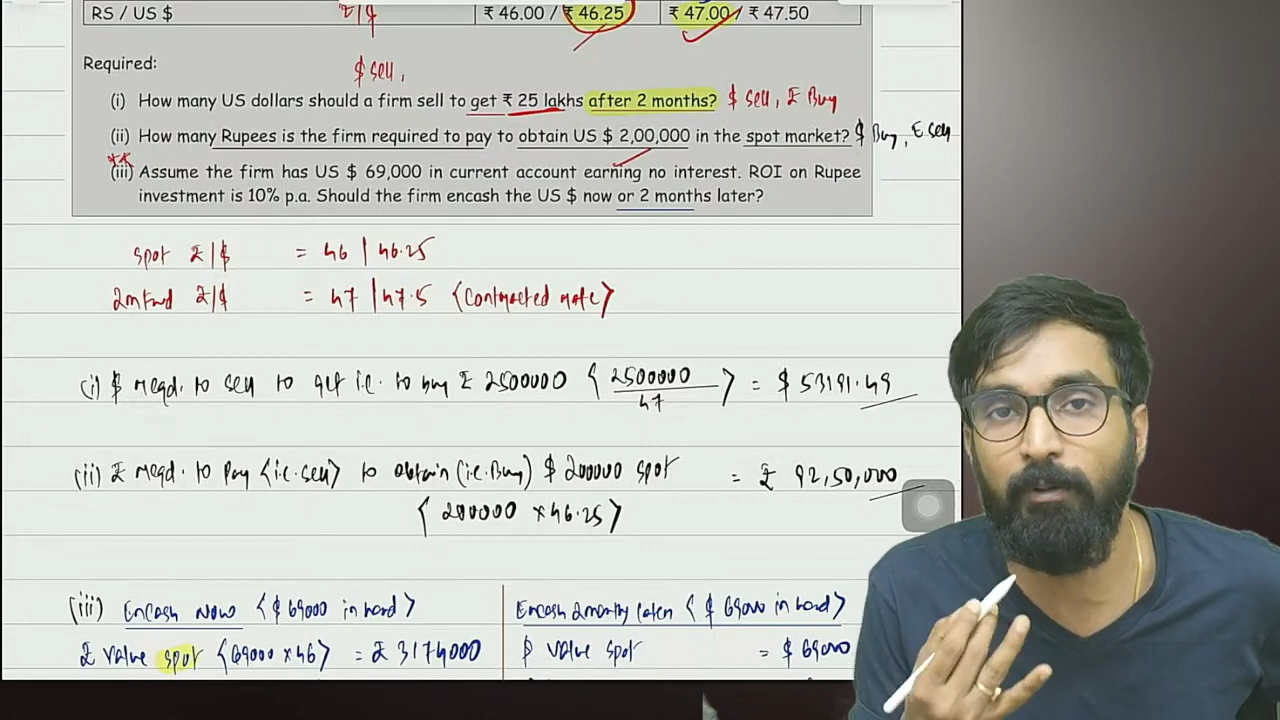 RS / US $ ₹/$ ₹ 46.00 / ₹ 46.25 ₹ 47.00 / ₹ 47.50
Required:
$ sell,
(i) How many US dollars should a firm sell to get ₹ 25 lakhs after 2 months? $ sell, ₹ Buy
(ii) How many Rupees is the firm required to pay to obtain US $ 2,00,000 in the spot market? $ Buy, ₹ sell
**
(iii) Assume the firm has US $ 69,000 in current account earning no interest. ROI on Rupee
investment is 10% p.a. Should the firm encash the US $ now or 2 months later?
spot ₹/$ = 46 | 46.25
2m fwd ₹/$ = 47 | 47.5 <contracted rate>
(i) $ reqd. to sell to get i.e. to buy ₹ 2500000 < 2500000 / 47 > = $ 53191.49
(ii) ₹ reqd. to pay <i.e. sell> to obtain (i.e. Buy) $ 200000 spot = ₹ 92,50,000
< 200000 × 46.25 >
(iii) Encash now < $ 69000 in hand > Encash 2 months later < $ 69000 in hand >
₹ value spot < 69000 × 46 > = ₹ 3174000 $ value spot = $ 69000